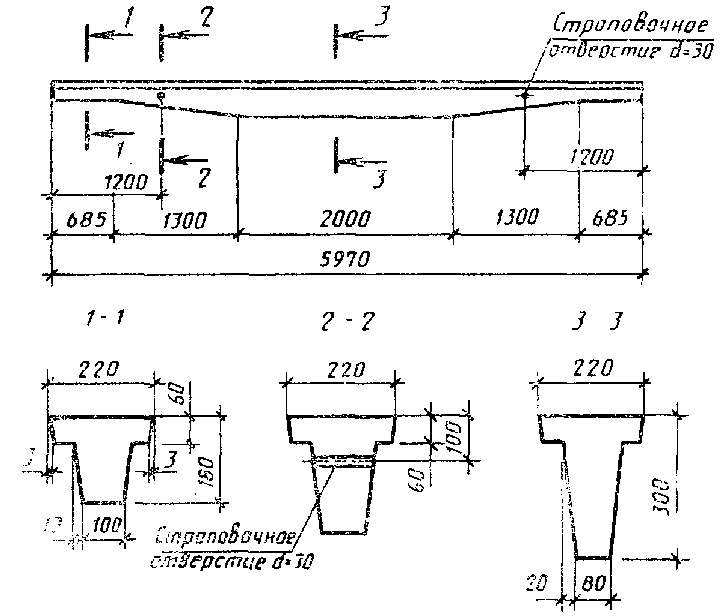 1 2 3
Строповочное
отверстие d=30
1 2 3
1200 1200
685 1300 2000 1300 685
5970
1-1 2-2 3 3
220 220 220
60 180 100 60 300
3 3
100 20 80
Строповочное
отверстие d=30